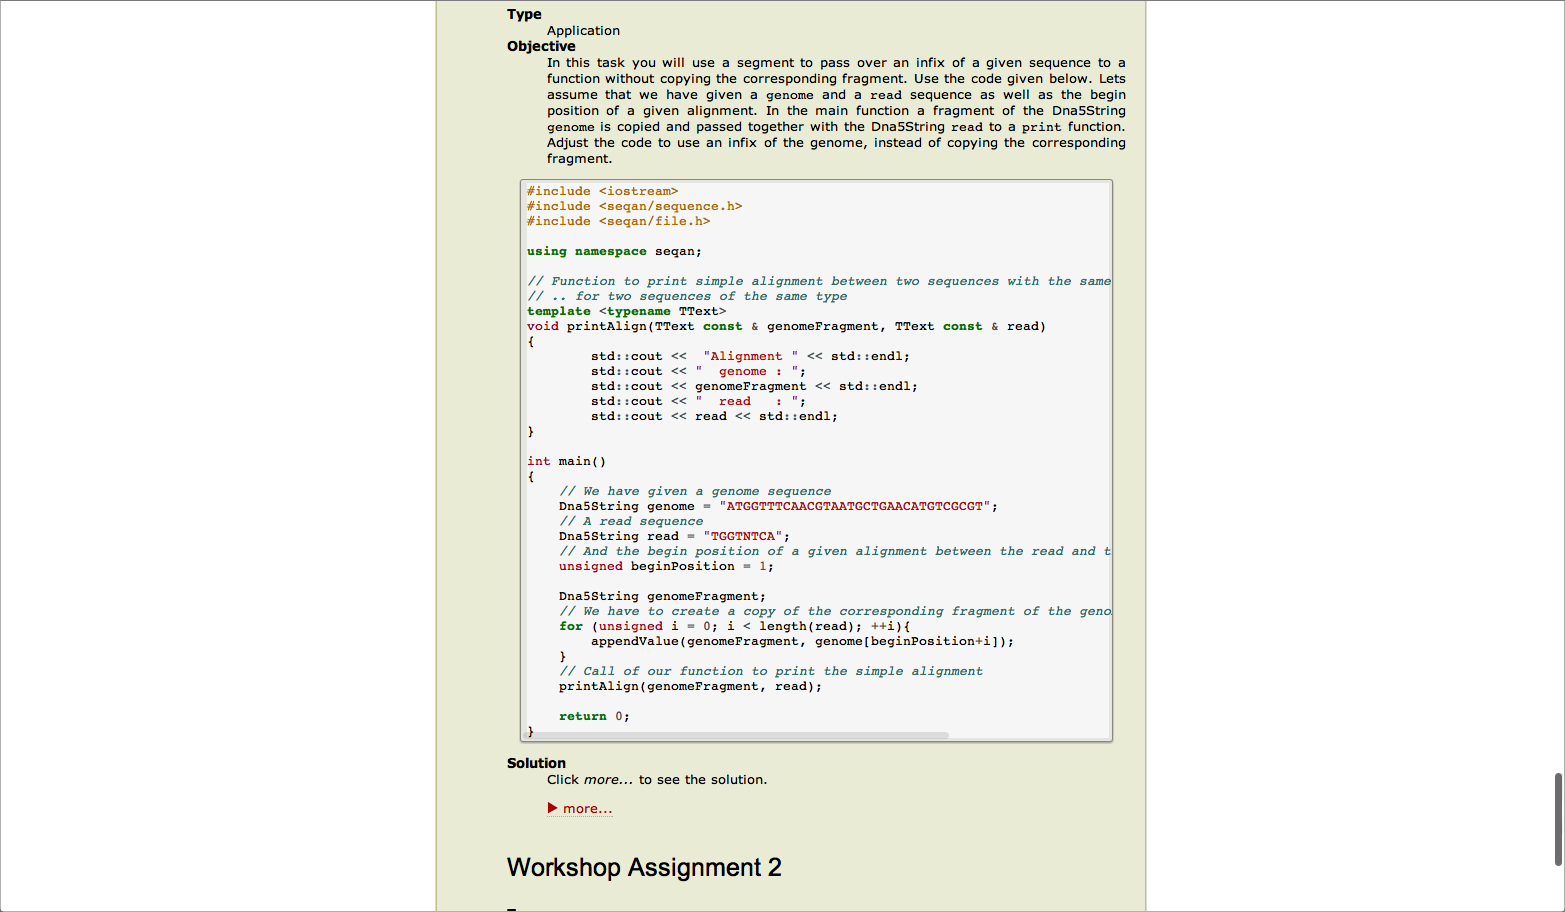 Type
Application
Objective
In this task you will use a segment to pass over an infix of a given sequence to a
function without copying the corresponding fragment. Use the code given below. Lets
assume that we have given a genome and a read sequence as well as the begin
position of a given alignment. In the main function a fragment of the Dna5String
genome is copied and passed together with the Dna5String read to a print function.
Adjust the code to use an infix of the genome, instead of copying the corresponding
fragment.
#include <iostream>
#include <seqan/sequence.h>
#include <seqan/file.h>
using namespace seqan;
// Function to print simple alignment between two sequences with the same
// .. for two sequences of the same type
template <typename TText>
void printAlign(TText const & genomeFragment, TText const & read)
{
std::cout <<  "Alignment " << std::endl;
std::cout << "  genome : ";
std::cout << genomeFragment << std::endl;
std::cout << "  read   : ";
std::cout << read << std::endl;
}
int main()
{
// We have given a genome sequence
Dna5String genome = "ATGGTTTCAACGTAATGCTGAACATGTCGCGT";
// A read sequence
Dna5String read = "TGGTNTCA";
// And the begin position of a given alignment between the read and t
unsigned beginPosition = 1;
Dna5String genomeFragment;
// We have to create a copy of the corresponding fragment of the geno
for (unsigned i = 0; i < length(read); ++i){
appendValue(genomeFragment, genome[beginPosition+i]);
}
// Call of our function to print the simple alignment
printAlign(genomeFragment, read);
return 0;
}
Solution
Click more... to see the solution.
more...
Workshop Assignment 2